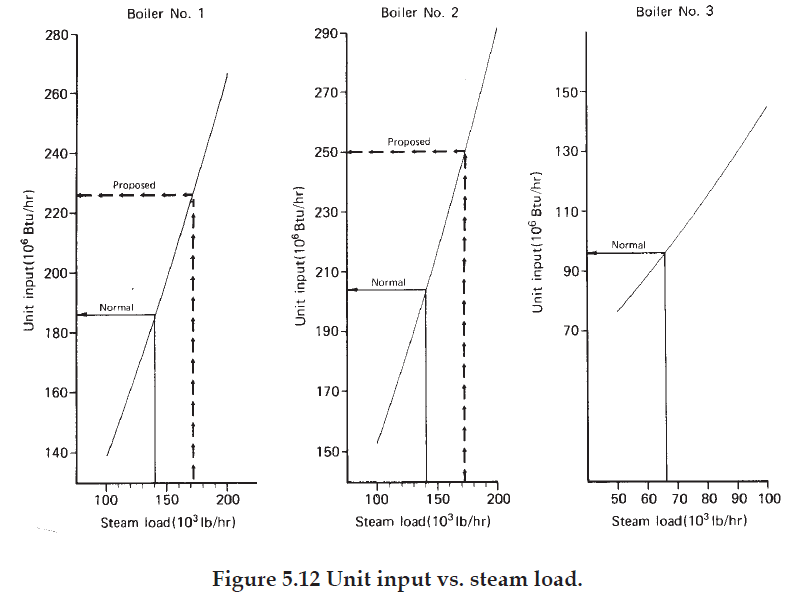 Boiler No. 1
280
260
240
220
200
180
160
140
Unit input (10⁶ Btu/hr)
Proposed
Normal
100 150 200
Steam load (10³ lb/hr)
Boiler No. 2
290
270
250
230
210
190
170
150
Unit input (10⁶ Btu/hr)
Proposed
Normal
100 150 200
Steam load (10³ lb/hr)
Boiler No. 3
150
130
110
90
70
Unit input (10⁶ Btu/hr)
Normal
50 60 70 80 90 100
Steam load (10³ lb/hr)
Figure 5.12 Unit input vs. steam load.